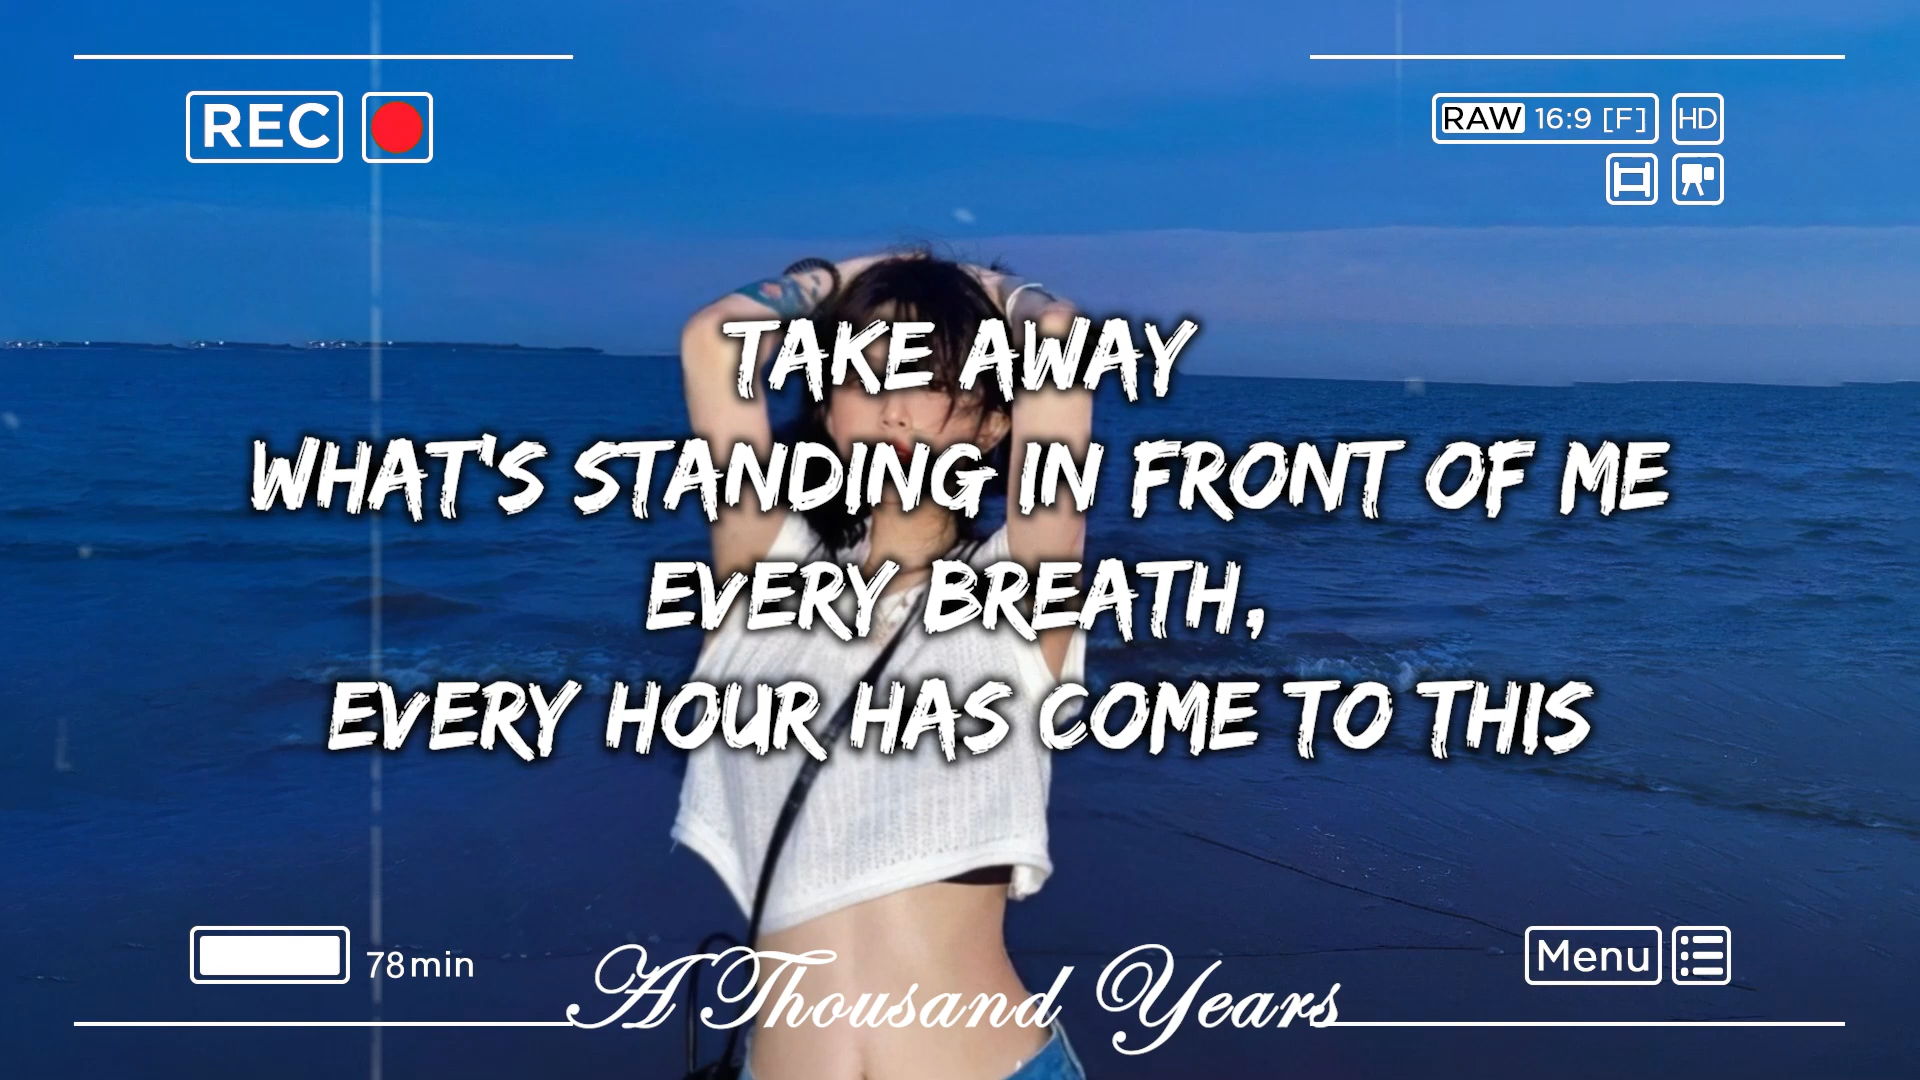 REC
RAW 16:9 [F] HD
TAKE AWAY
WHAT'S STANDING IN FRONT OF ME
EVERY BREATH,
EVERY HOUR HAS COME TO THIS
78min
Menu
A Thousand Years